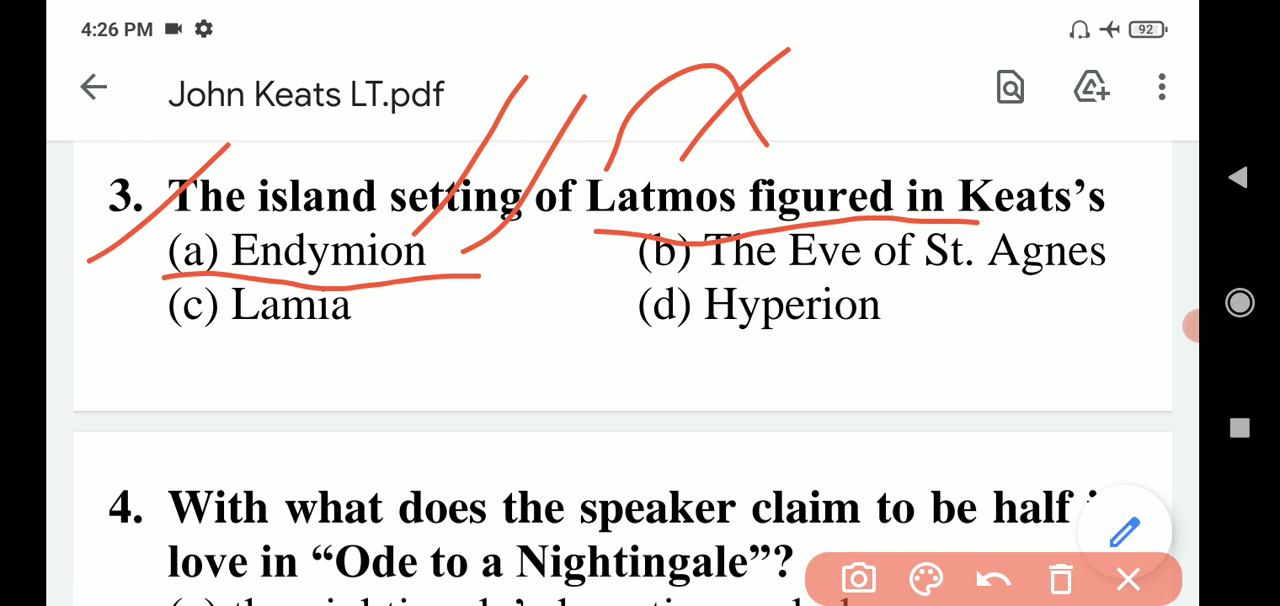 4:26 PM 92
John Keats LT.pdf
3. The island setting of Latmos figured in Keats’s
(a) Endymion (b) The Eve of St. Agnes
(c) Lamia (d) Hyperion
4. With what does the speaker claim to be half
love in “Ode to a Nightingale”?